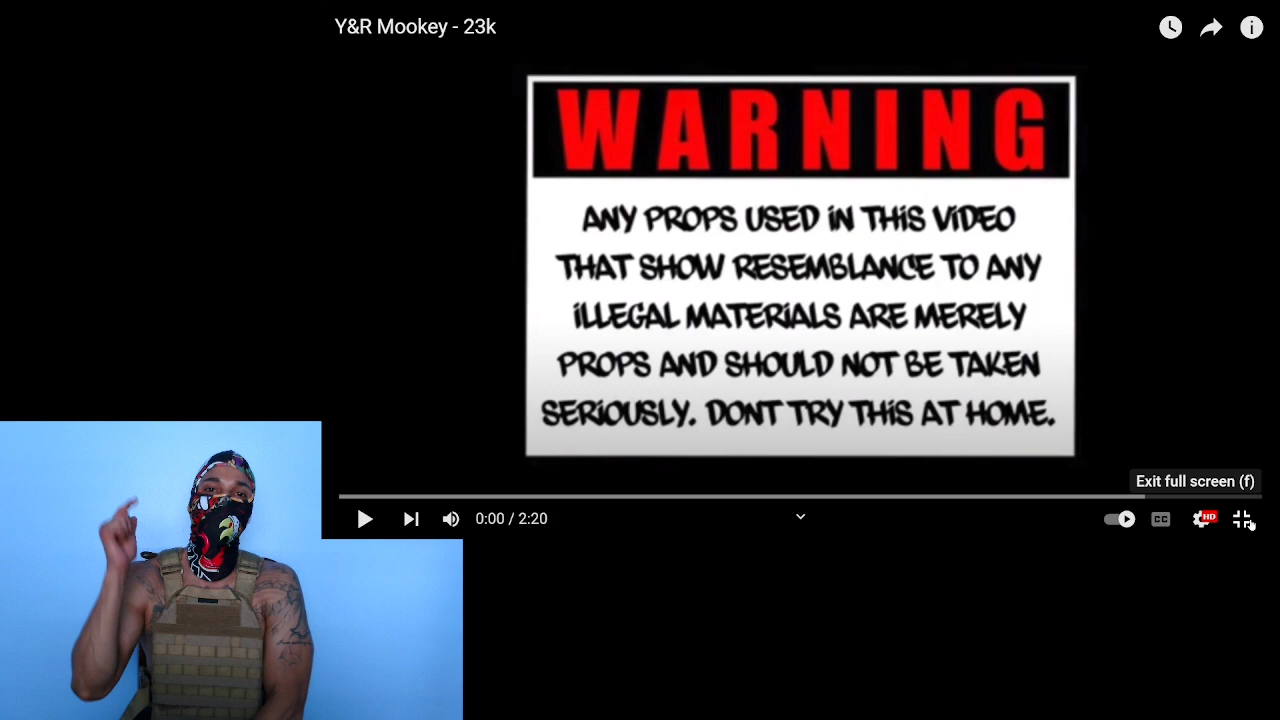 Y&R Mookey - 23k
WARNING
ANY PROPS USED IN THIS VIDEO
THAT SHOW RESEMBLANCE TO ANY
ILLEGAL MATERIALS ARE MERELY
PROPS AND SHOULD NOT BE TAKEN
SERIOUSLY. DONT TRY THIS AT HOME.
Exit full screen (f)
0:00 / 2:20
CC
HD